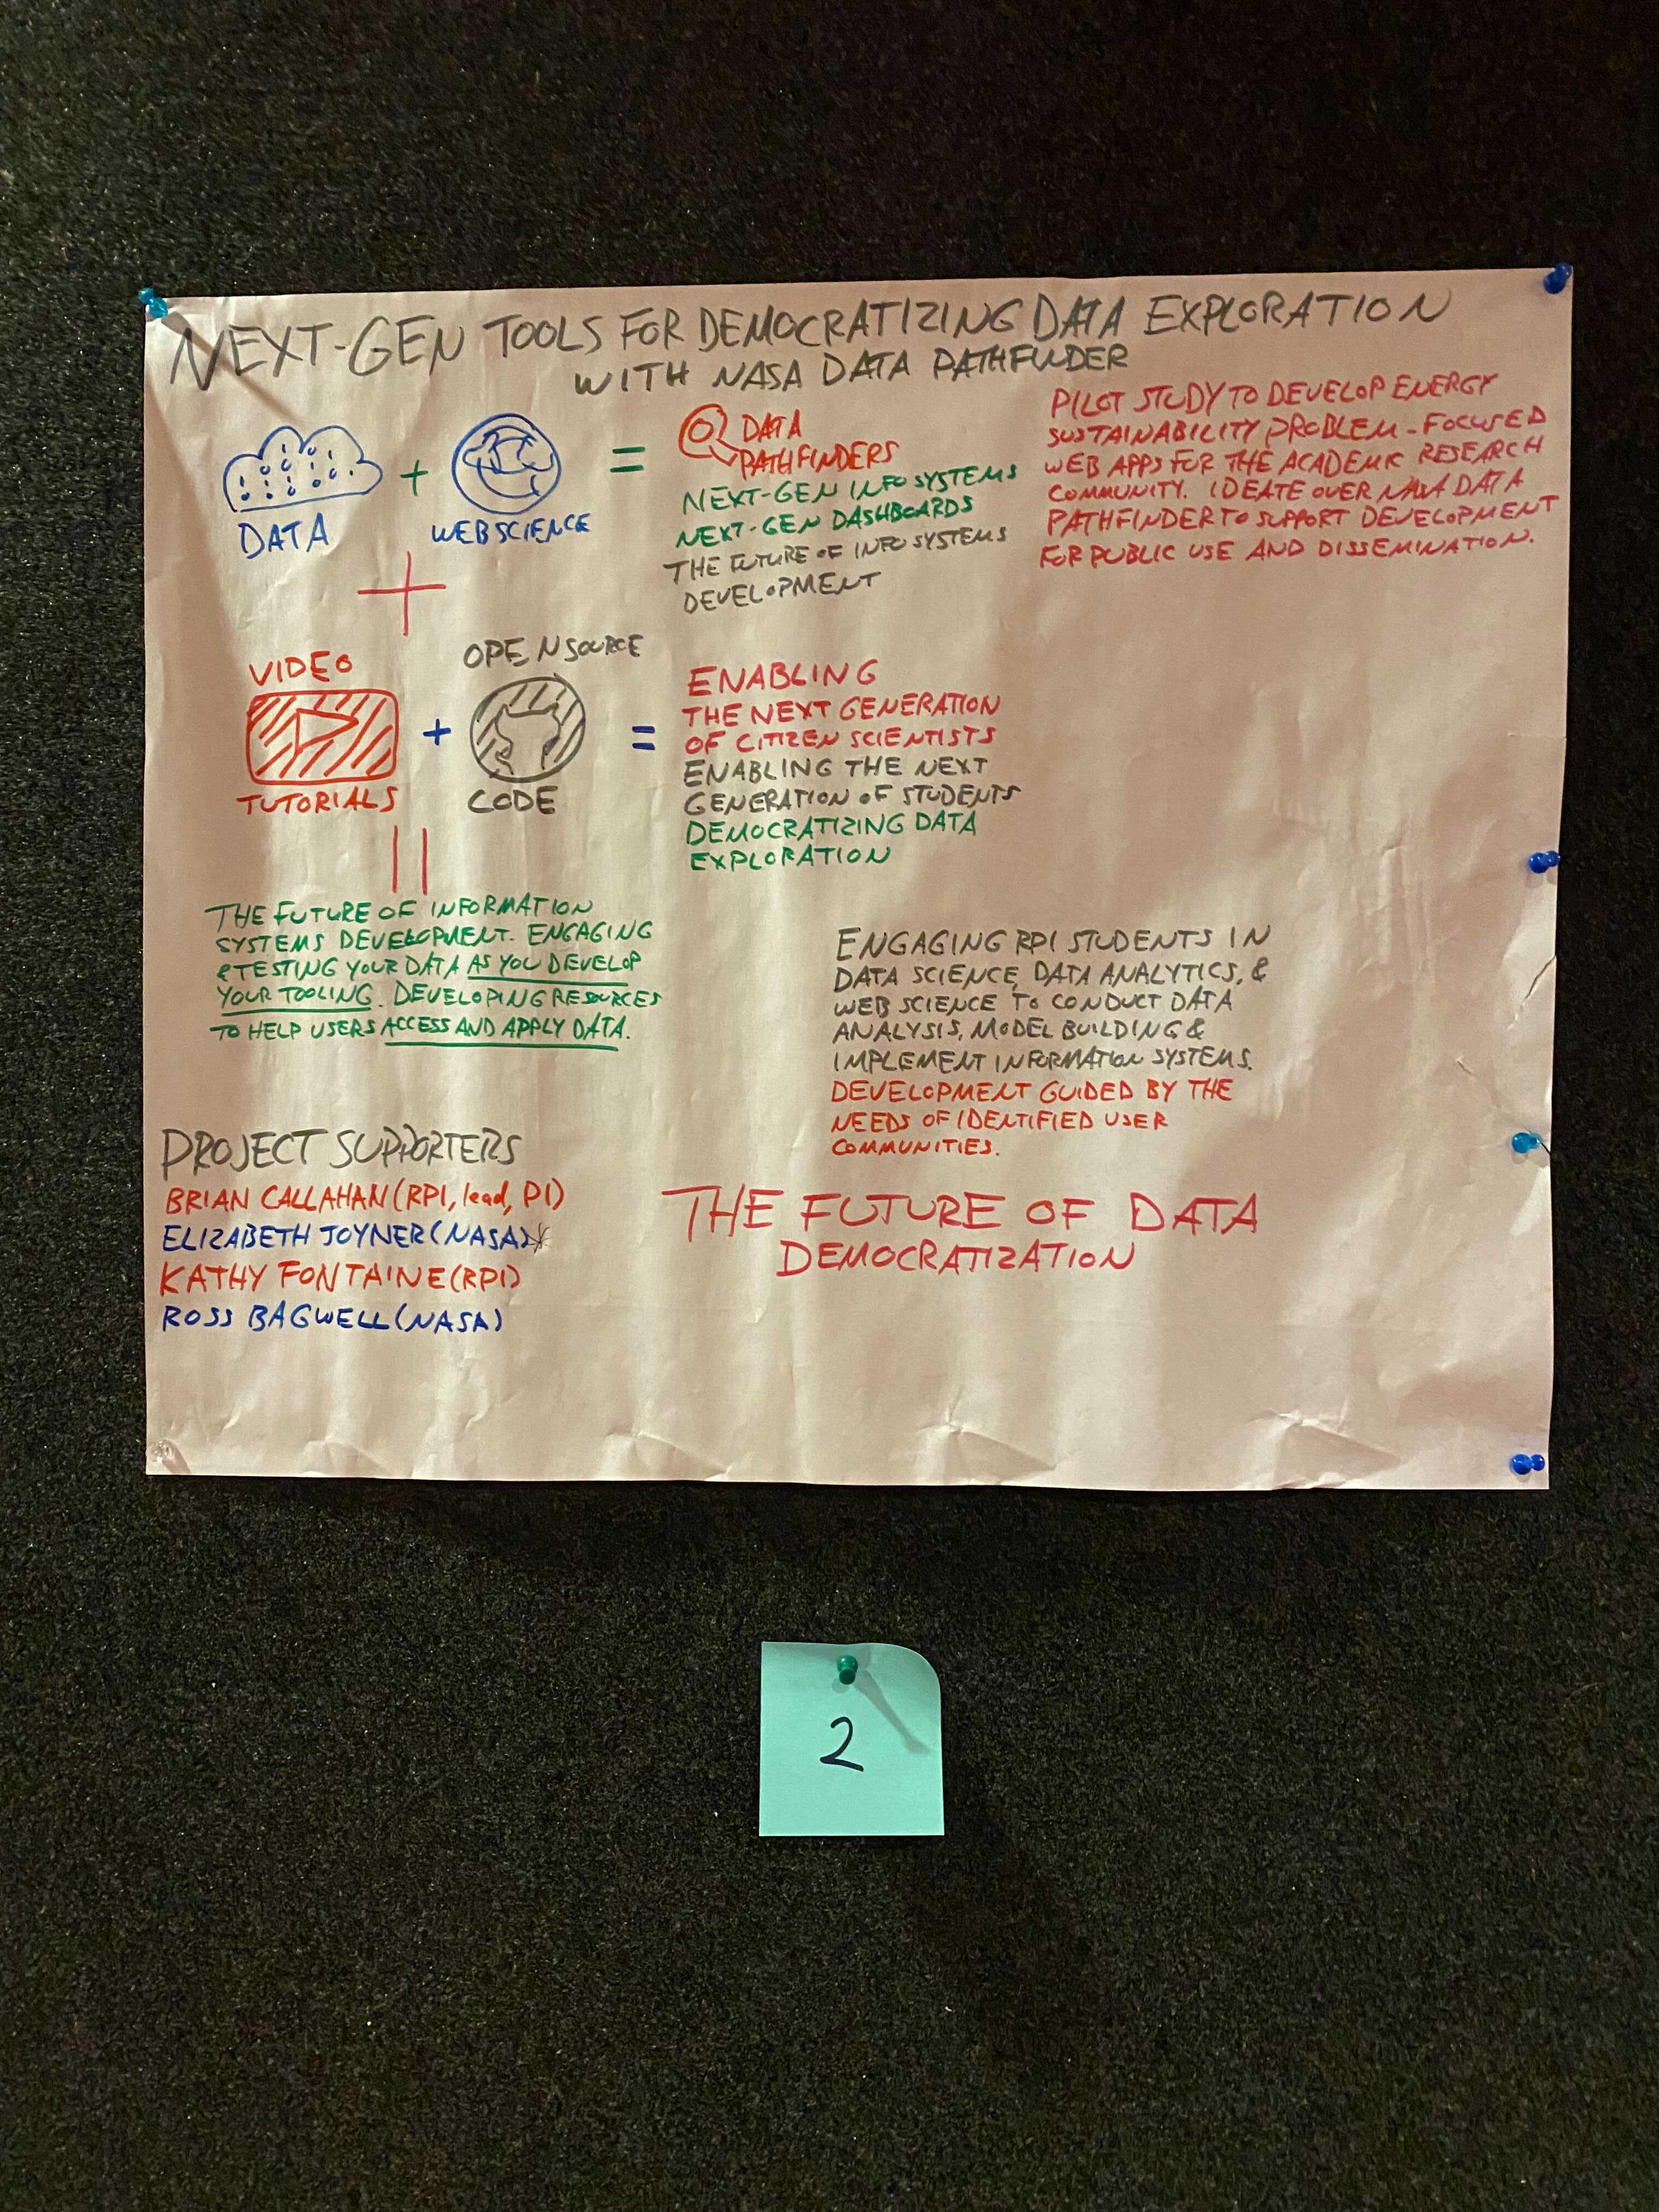 NEXT-GEN TOOLS FOR DEMOCRATIZING DATA EXPLORATION
WITH NASA DATA PATHFINDER
DATA
+
WEB SCIENCE
=
DATA
PATHFINDERS
NEXT-GEN INFO SYSTEMS
NEXT-GEN DASHBOARDS
THE FUTURE OF INFO SYSTEMS
DEVELOPMENT
PILOT STUDY TO DEVELOP ENERGY
SUSTAINABILITY PROBLEM-FOCUSED
WEB APPS FOR THE ACADEMIC RESEARCH
COMMUNITY. IDEATE OVER NASA DATA
PATHFINDER TO SUPPORT DEVELOPMENT
FOR PUBLIC USE AND DISSEMINATION.
+
VIDEO
TUTORIALS
+
OPEN SOURCE
CODE
=
ENABLING
THE NEXT GENERATION
OF CITIZEN SCIENTISTS
ENABLING THE NEXT
GENERATION OF STUDENTS
DEMOCRATIZING DATA
EXPLORATION
=
THE FUTURE OF INFORMATION
SYSTEMS DEVELOPMENT. ENGAGING
& TESTING YOUR DATA AS YOU DEVELOP
YOUR TOOLING. DEVELOPING RESOURCES
TO HELP USERS ACCESS AND APPLY DATA.
ENGAGING RPI STUDENTS IN
DATA SCIENCE, DATA ANALYTICS, &
WEB SCIENCE TO CONDUCT DATA
ANALYSIS, MODEL BUILDING &
IMPLEMENT INFORMATION SYSTEMS.
DEVELOPMENT GUIDED BY THE
NEEDS OF IDENTIFIED USER
COMMUNITIES.
PROJECT SUPPORTERS
BRIAN CALLAHAN (RPI, lead, PI)
ELIZABETH JOYNER (NASA)*
KATHY FONTAINE (RPI)
ROSS BAGWELL (NASA)
THE FUTURE OF DATA
DEMOCRATIZATION
2